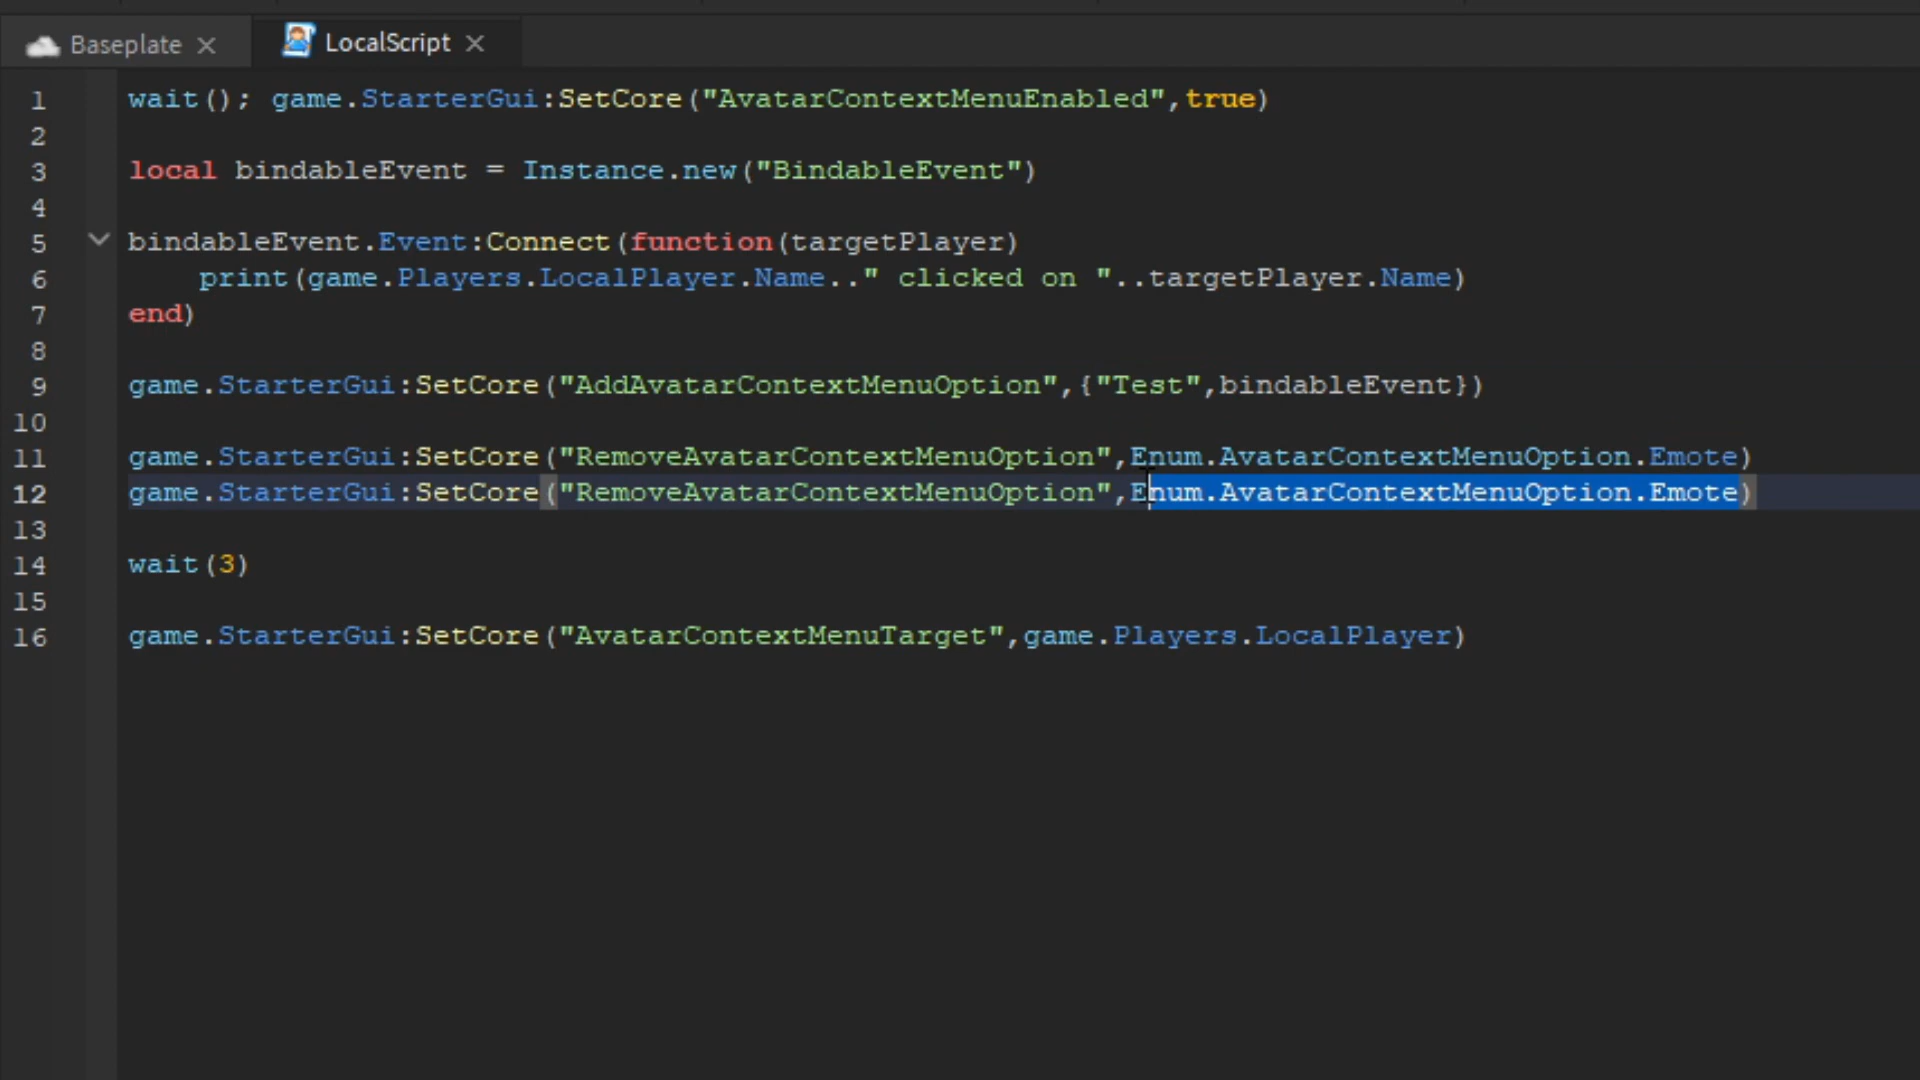 Baseplate
LocalScript
1 wait(); game.StarterGui:SetCore("AvatarContextMenuEnabled",true)
2
3 local bindableEvent = Instance.new("BindableEvent")
4
5 bindableEvent.Event:Connect(function(targetPlayer)
6 print(game.Players.LocalPlayer.Name.." clicked on "..targetPlayer.Name)
7 end)
8
9 game.StarterGui:SetCore("AddAvatarContextMenuOption",{"Test",bindableEvent})
10
11 game.StarterGui:SetCore("RemoveAvatarContextMenuOption",Enum.AvatarContextMenuOption.Emote)
12 game.StarterGui:SetCore("RemoveAvatarContextMenuOption",Enum.AvatarContextMenuOption.Emote)
13
14 wait(3)
15
16 game.StarterGui:SetCore("AvatarContextMenuTarget",game.Players.LocalPlayer)